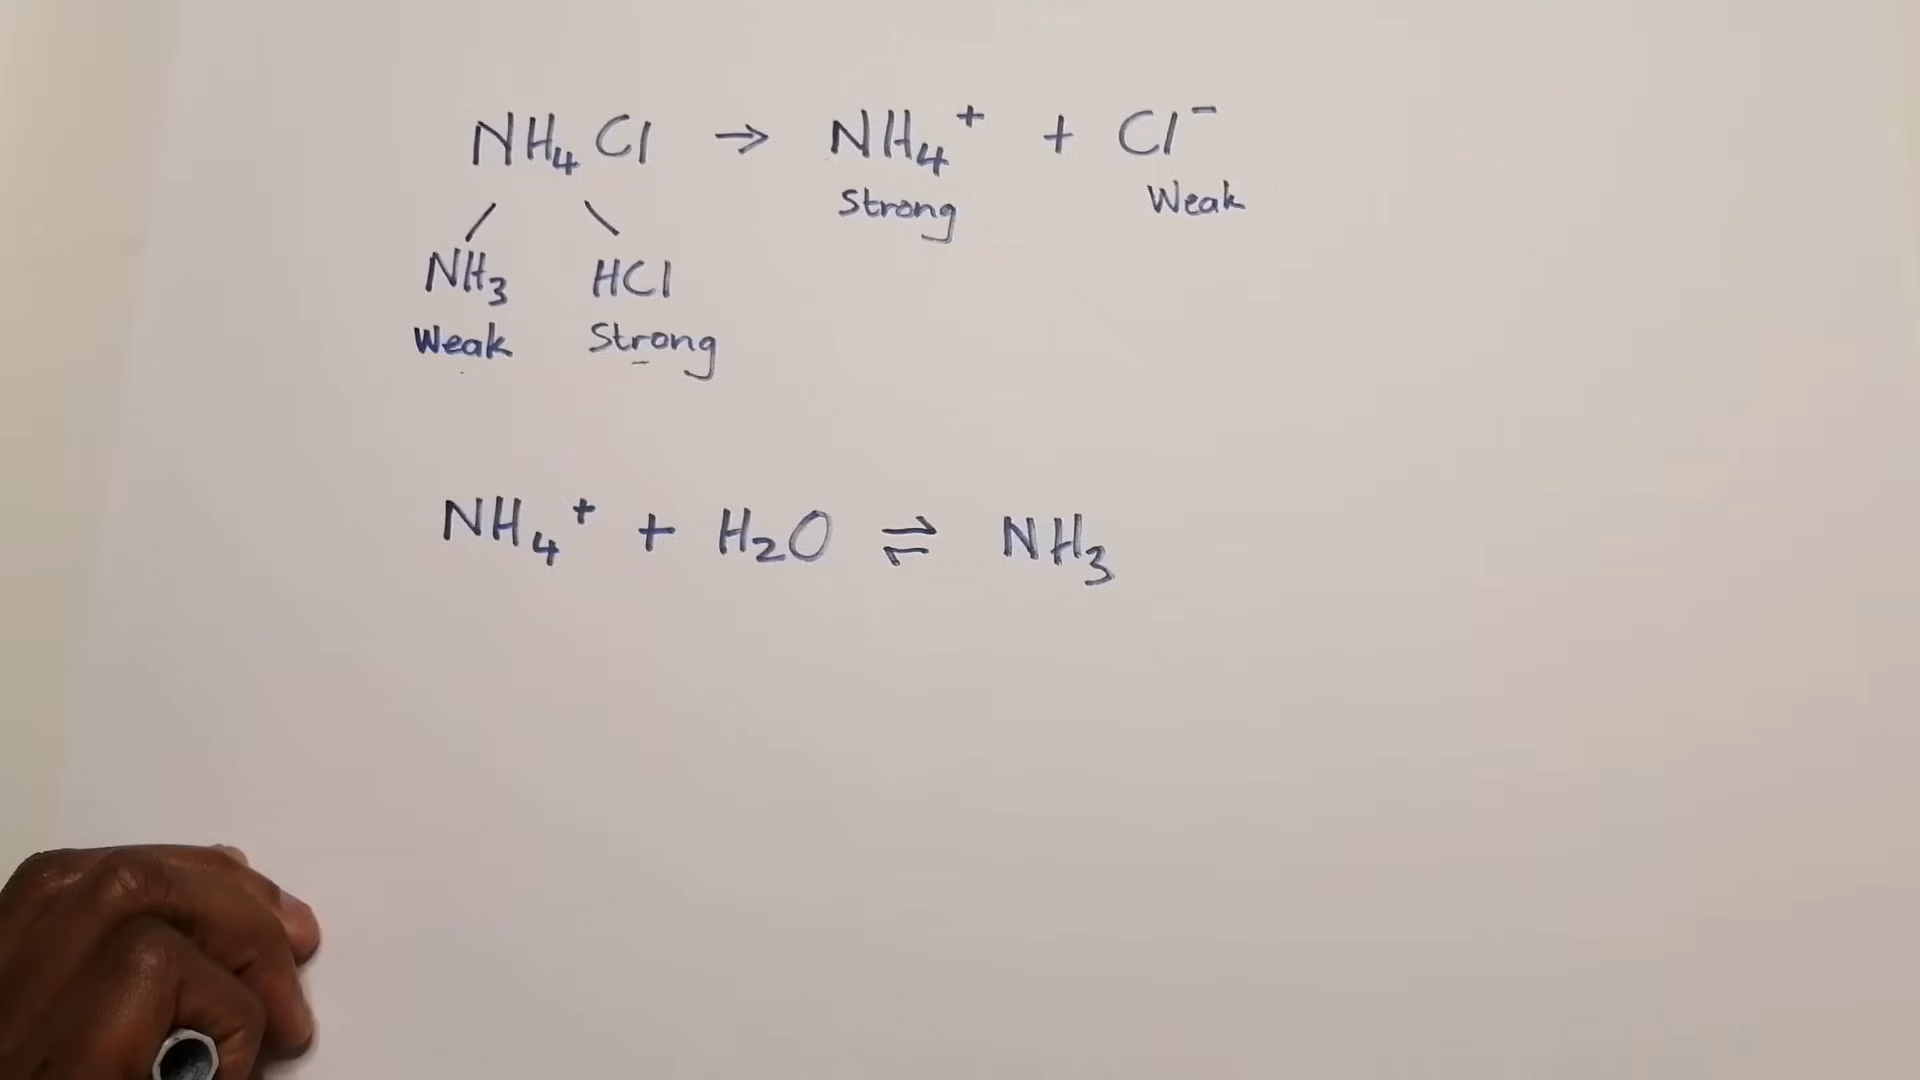 NH₄Cl → NH₄⁺ + Cl⁻
Strong Weak
NH₃ HCl
Weak Strong
NH₄⁺ + H₂O ⇌ NH₃